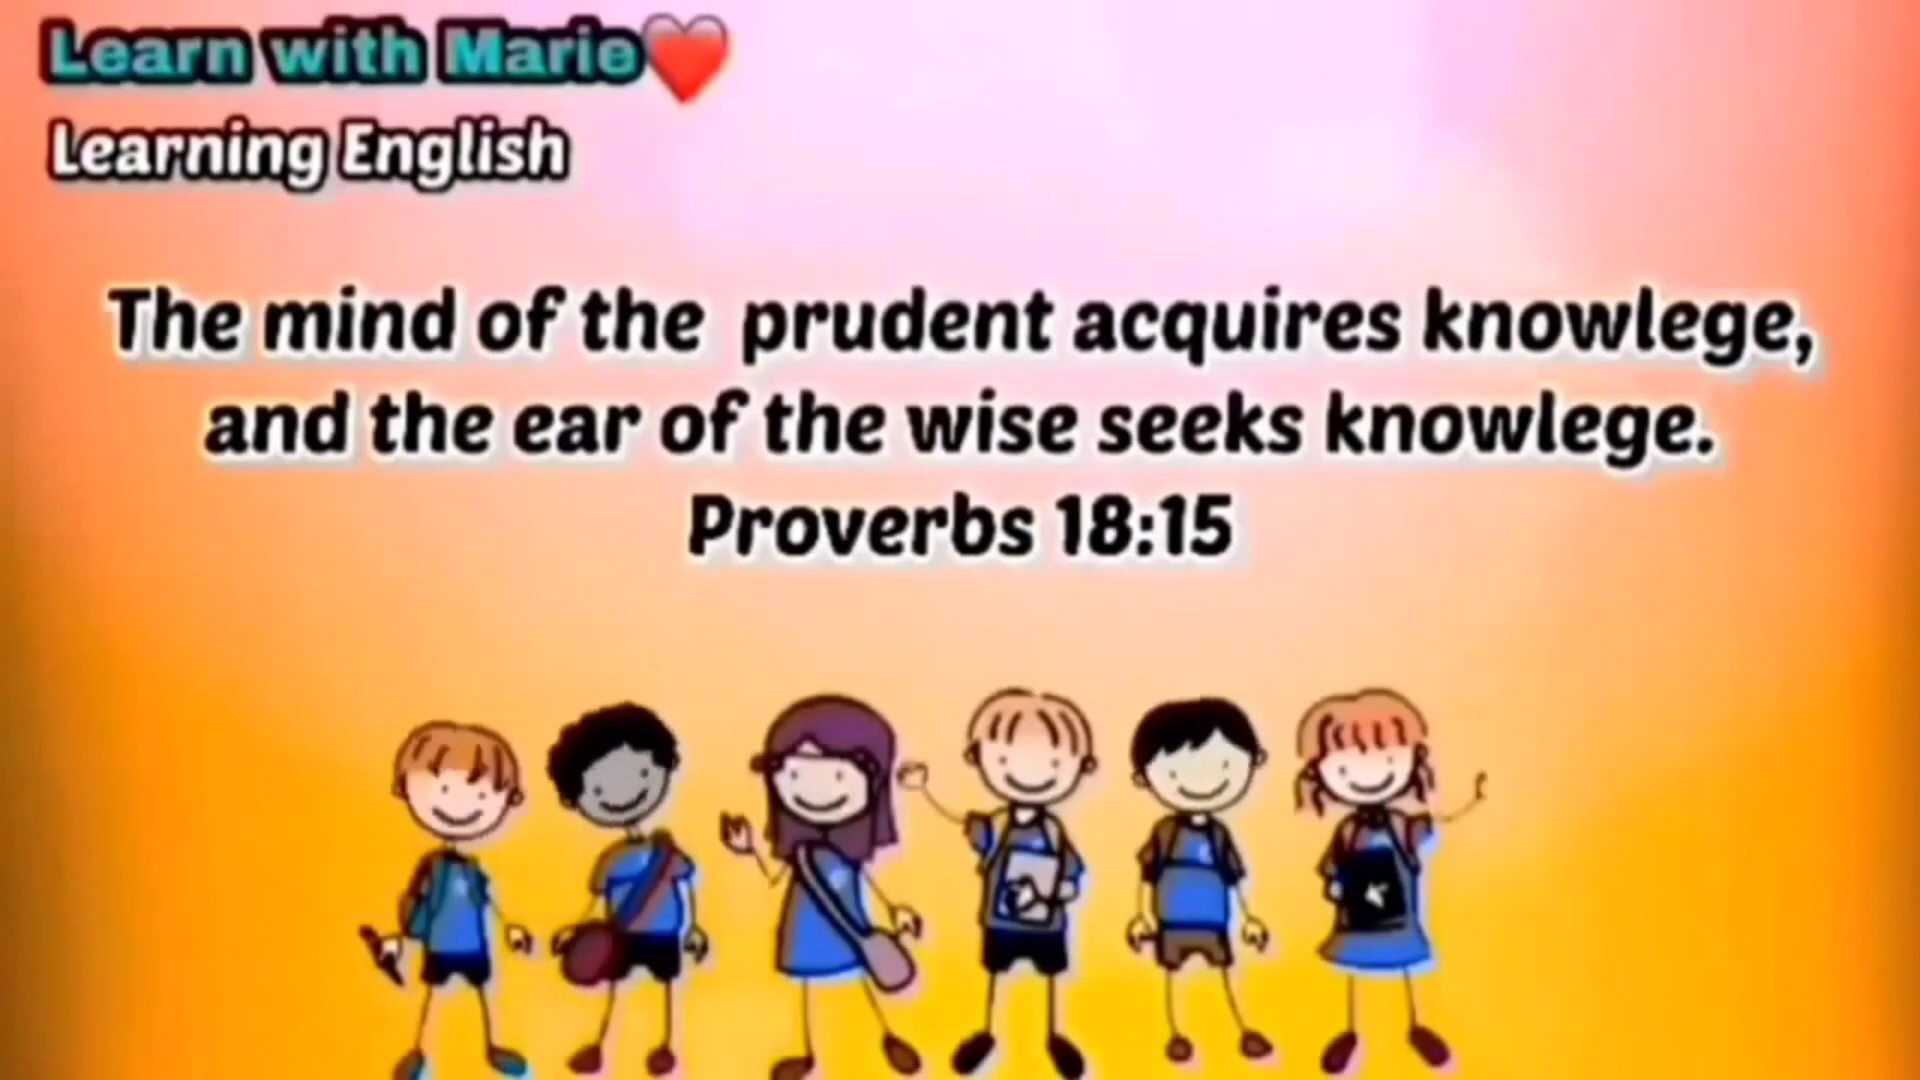 Learn with Marie❤️
Learning English
The mind of the prudent acquires knowlege,
and the ear of the wise seeks knowlege.
Proverbs 18:15